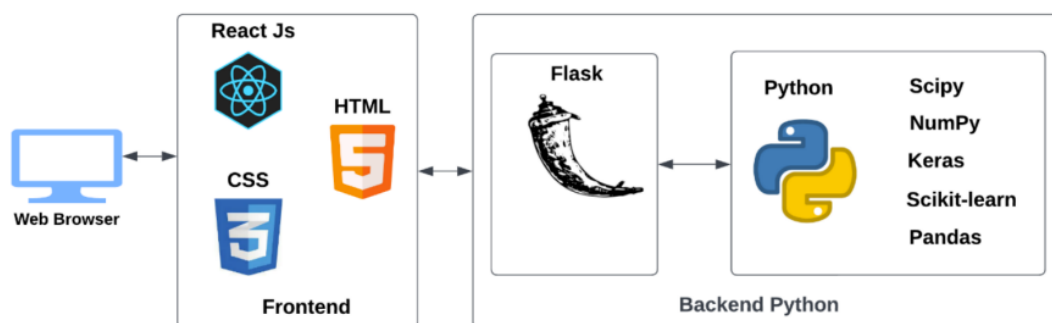 React Js
HTML
CSS
Web Browser
Frontend
Flask
Python
Scipy
NumPy
Keras
Scikit-learn
Pandas
Backend Python